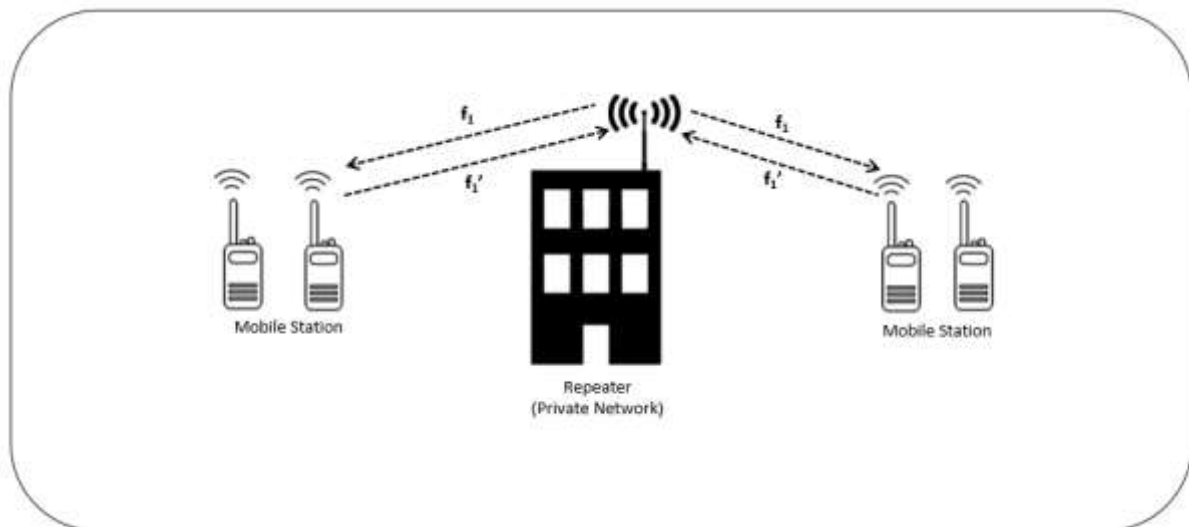 f₁
f₁'
f₁
f₁'
Mobile Station
Mobile Station
Repeater
(Private Network)